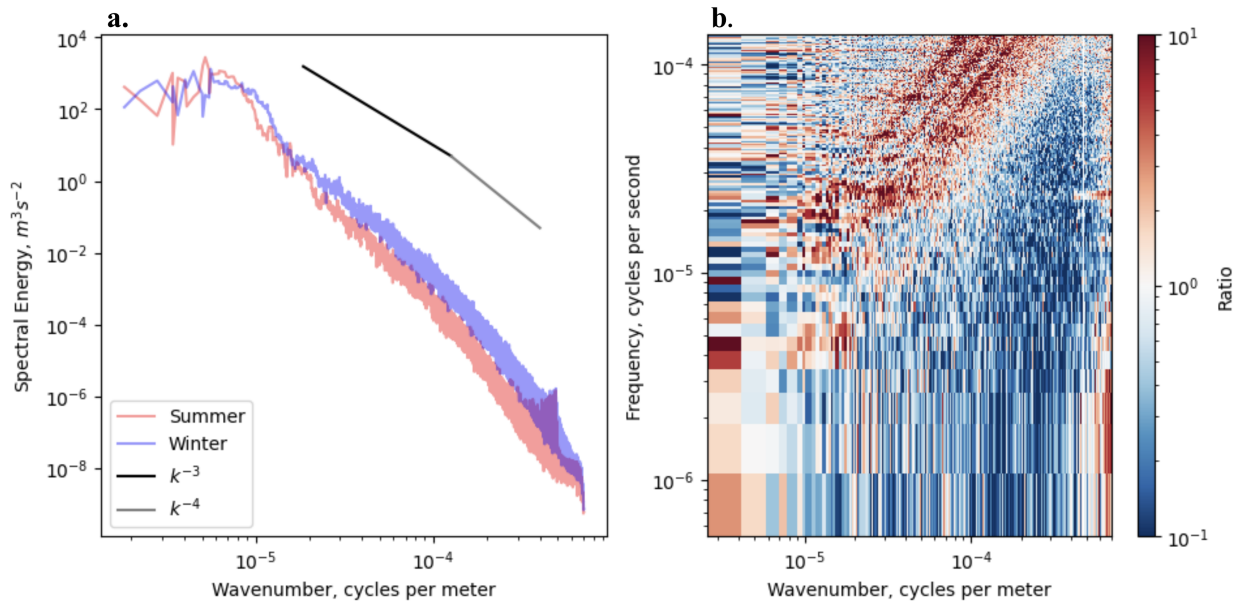 a.
10^4
10^2
10^0
10^-2
10^-4
10^-6
10^-8
Spectral Energy, m^3s^-2
Summer
Winter
k^-3
k^-4
10^-5
10^-4
Wavenumber, cycles per meter
b.
10^-4
10^-5
10^-6
Frequency, cycles per second
10^-5
10^-4
Wavenumber, cycles per meter
10^1
10^0
10^-1
Ratio